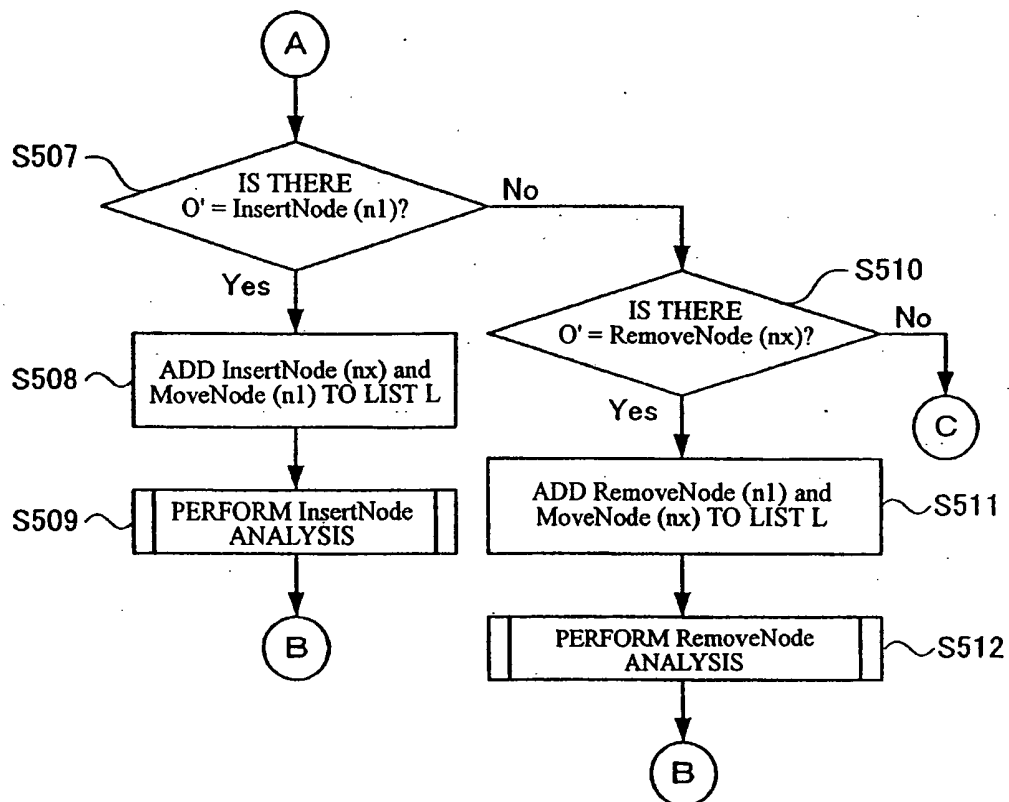 A
S507
IS THERE
O' = InsertNode (n1)?
No
Yes
S510
IS THERE
O' = RemoveNode (nx)?
No
Yes
C
S508
ADD InsertNode (nx) and
MoveNode (n1) TO LIST L
S509
PERFORM InsertNode
ANALYSIS
B
ADD RemoveNode (n1) and
MoveNode (nx) TO LIST L
S511
PERFORM RemoveNode
ANALYSIS
S512
B